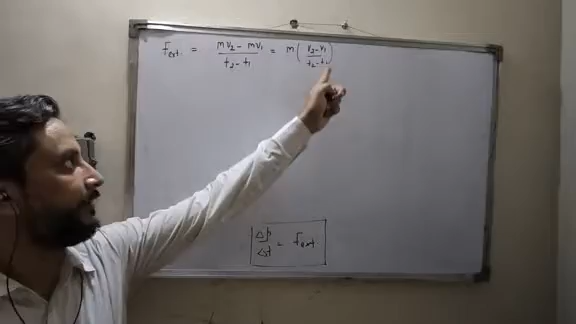 Fext = mv₂ - mv₁ / t₂ - t₁ = m ( v₂ - v₁ / t₂ - t₁ )
Δp / Δt = Fext